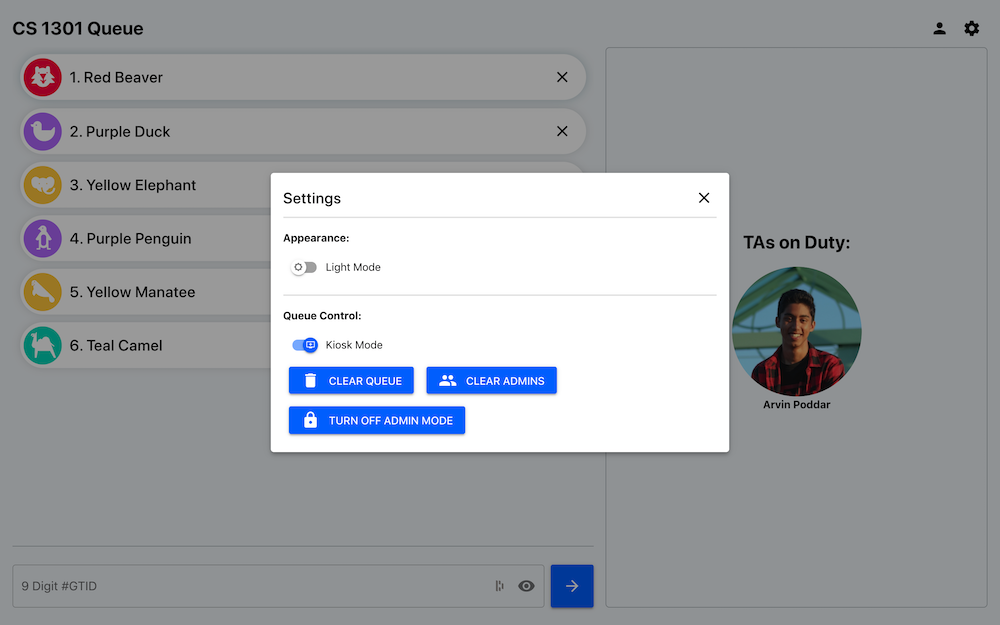 CS 1301 Queue
1. Red Beaver
2. Purple Duck
3. Yellow Elephant
4. Purple Penguin
5. Yellow Manatee
6. Teal Camel
9 Digit #GTID
Settings
Appearance:
Light Mode
Queue Control:
Kiosk Mode
CLEAR QUEUE
CLEAR ADMINS
TURN OFF ADMIN MODE
TAs on Duty:
Arvin Poddar